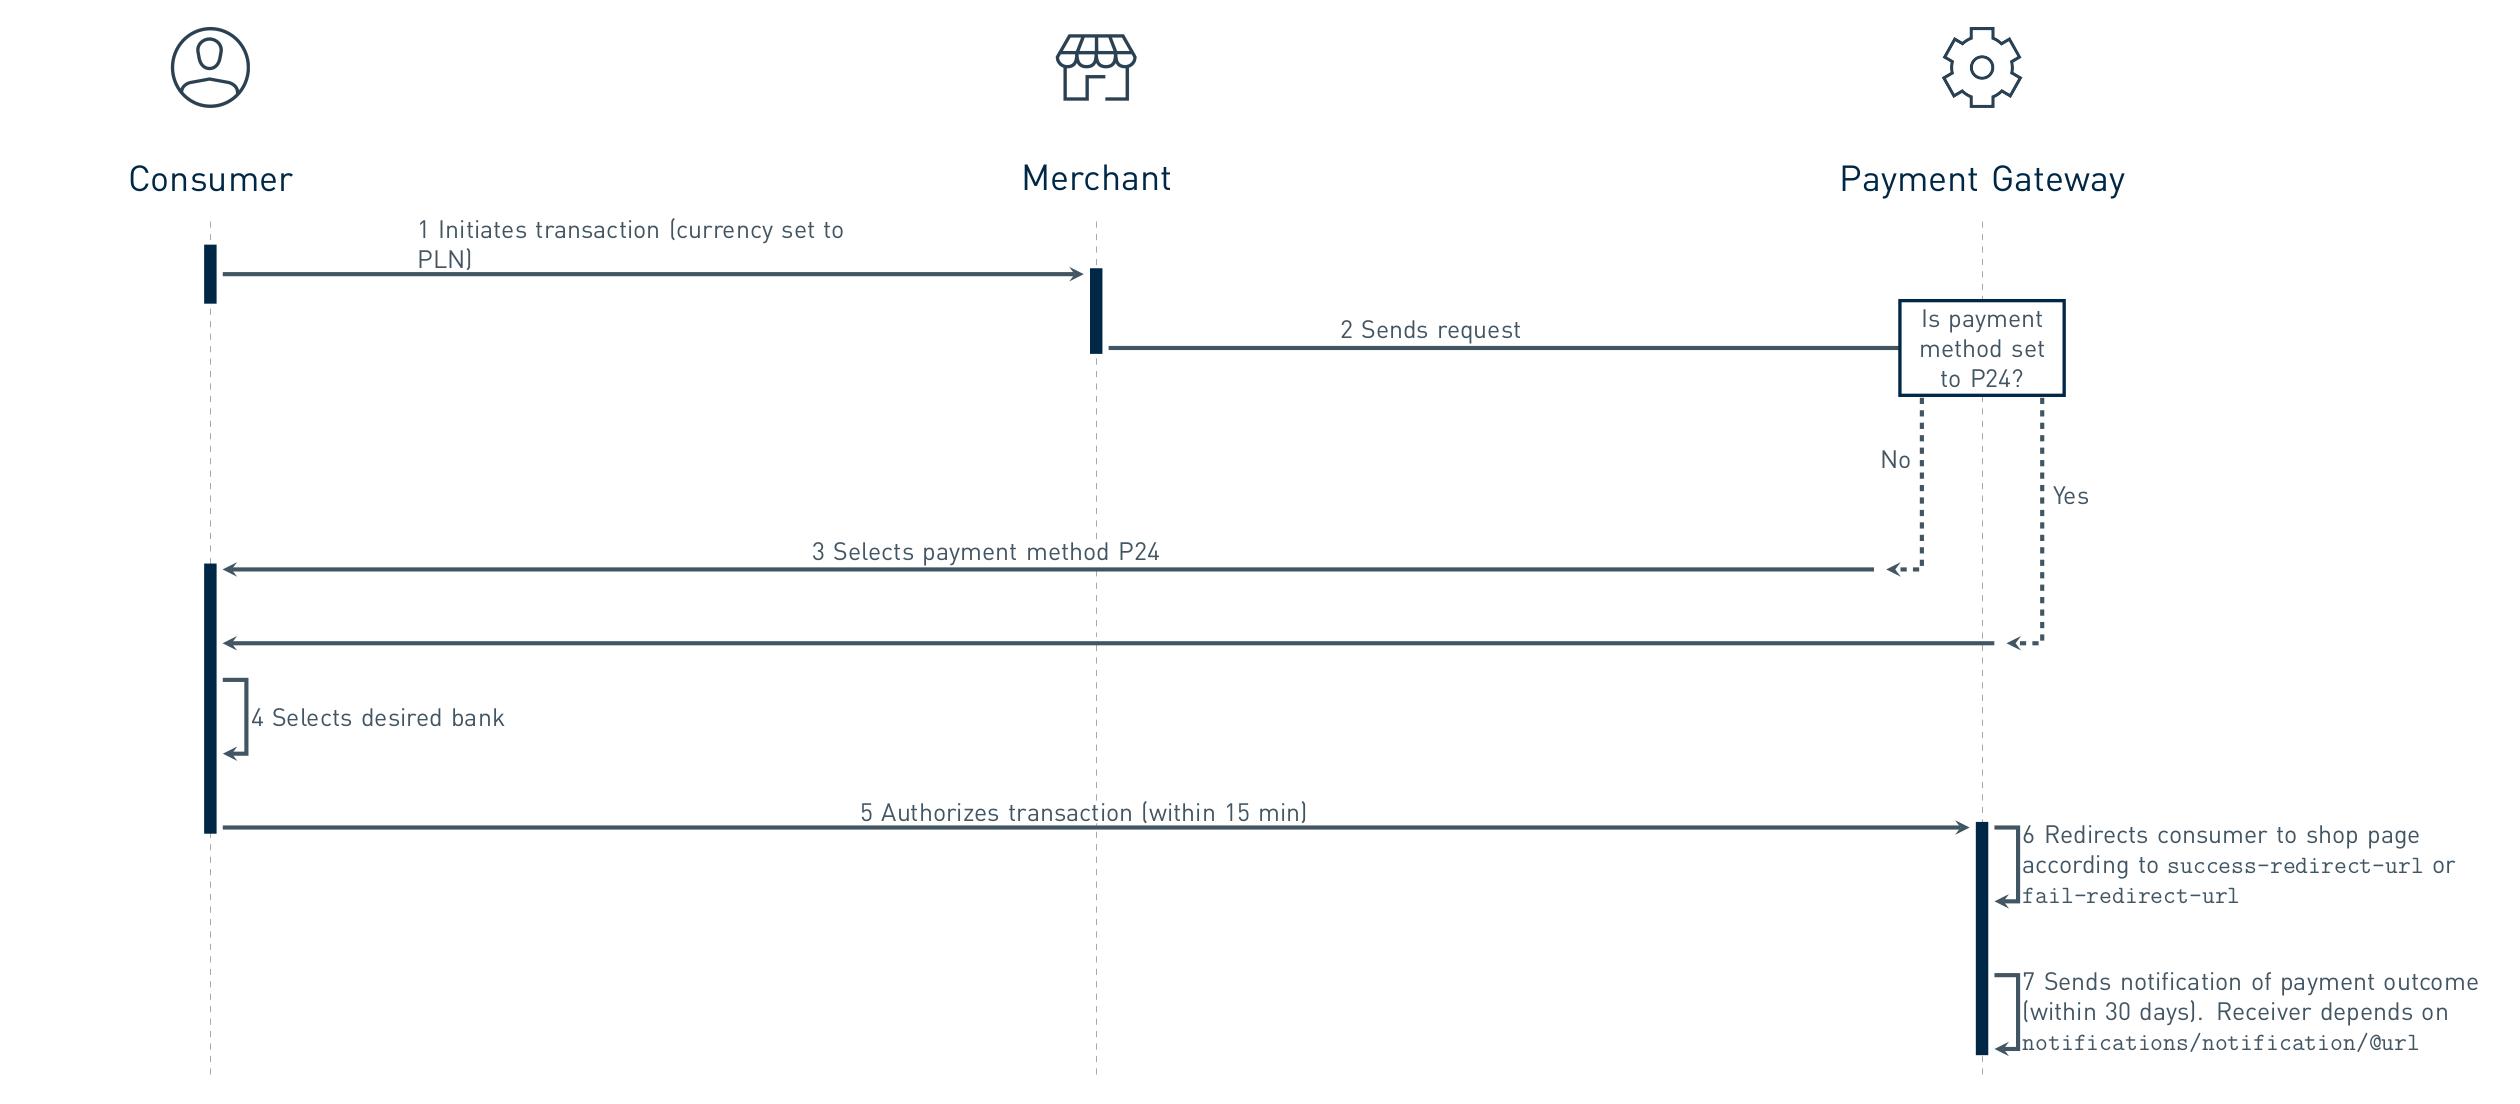 Consumer
Merchant
Payment Gateway
1 Initiates transaction (currency set to
PLN)
2 Sends request
Is payment
method set
to P24?
No
Yes
3 Selects payment method P24
4 Selects desired bank
5 Authorizes transaction (within 15 min)
6 Redirects consumer to shop page
according to success-redirect-url or
fail-redirect-url
7 Sends notification of payment outcome
(within 30 days). Receiver depends on
notifications/notification/@url